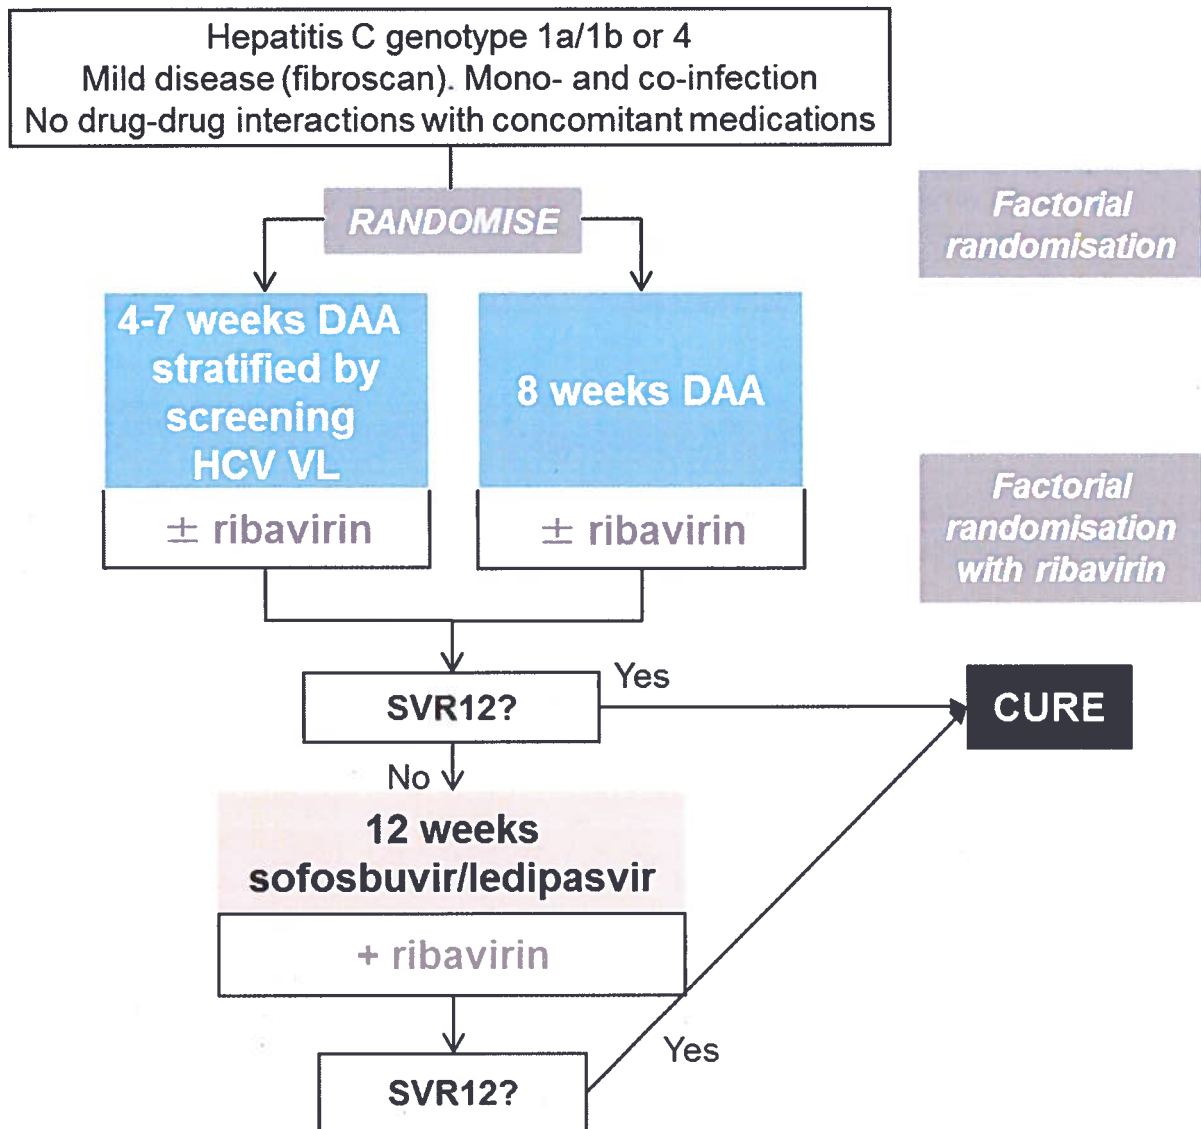 Hepatitis C genotype 1a/1b or 4
Mild disease (fibroscan). Mono- and co-infection
No drug-drug interactions with concomitant medications
RANDOMISE
Factorial
randomisation
4-7 weeks DAA
stratified by
screening
HCV VL
8 weeks DAA
± ribavirin
± ribavirin
Factorial
randomisation
with ribavirin
SVR12?
Yes
CURE
No
12 weeks
sofosbuvir/ledipasvir
+ ribavirin
Yes
SVR12?